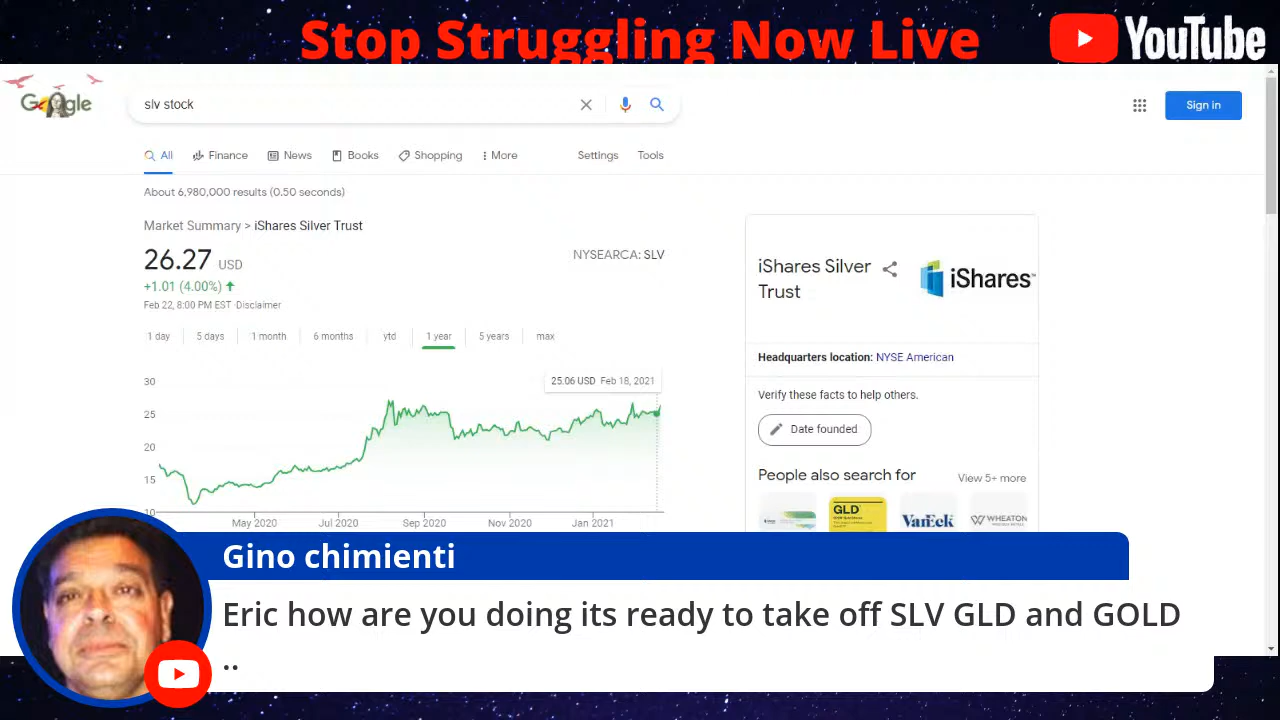 Stop Struggling Now Live
YouTube
Google
slv stock
Sign in
All Finance News Books Shopping More Settings Tools
About 6,980,000 results (0.50 seconds)
Market Summary > iShares Silver Trust
26.27 USD
NYSEARCA: SLV
+1.01 (4.00%)
Feb 22, 8:00 PM EST ·Disclaimer
1 day 5 days 1 month 6 months ytd 1 year 5 years max
25.06 USD Feb 18, 2021
30
25
20
15
10
May 2020 Jul 2020 Sep 2020 Nov 2020 Jan 2021
iShares Silver
Trust
iShares
Headquarters location: NYSE American
Verify these facts to help others.
Date founded
People also search for
View 5+ more
GLD
VanEck
WHEATON
Gino chimienti
Eric how are you doing its ready to take off SLV GLD and GOLD
..